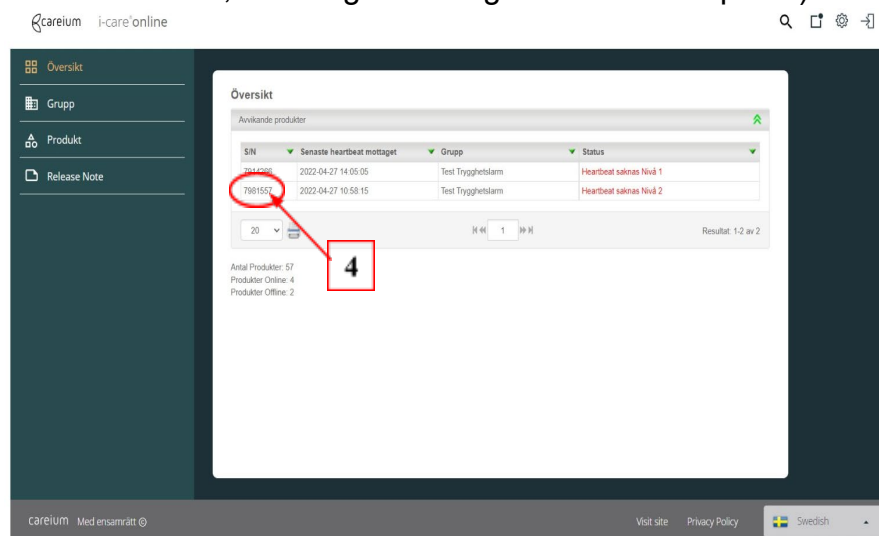 careium i-care®online
Översikt
Grupp
Produkt
Release Note
Översikt
Avvikande produkter
S/N Senaste heartbeat mottaget Grupp Status
2022-04-27 14:05:05 Test Trygghetslarm Heartbeat saknas Nivå 1
7981557 2022-04-27 10:58:15 Test Trygghetslarm Heartbeat saknas Nivå 2
20 1 Resultat: 1-2 av 2
4
Antal Produkter: 57
Produkter Online: 4
Produkter Offline: 2
careium Med ensamrätt ©
Visit site Privacy Policy Swedish